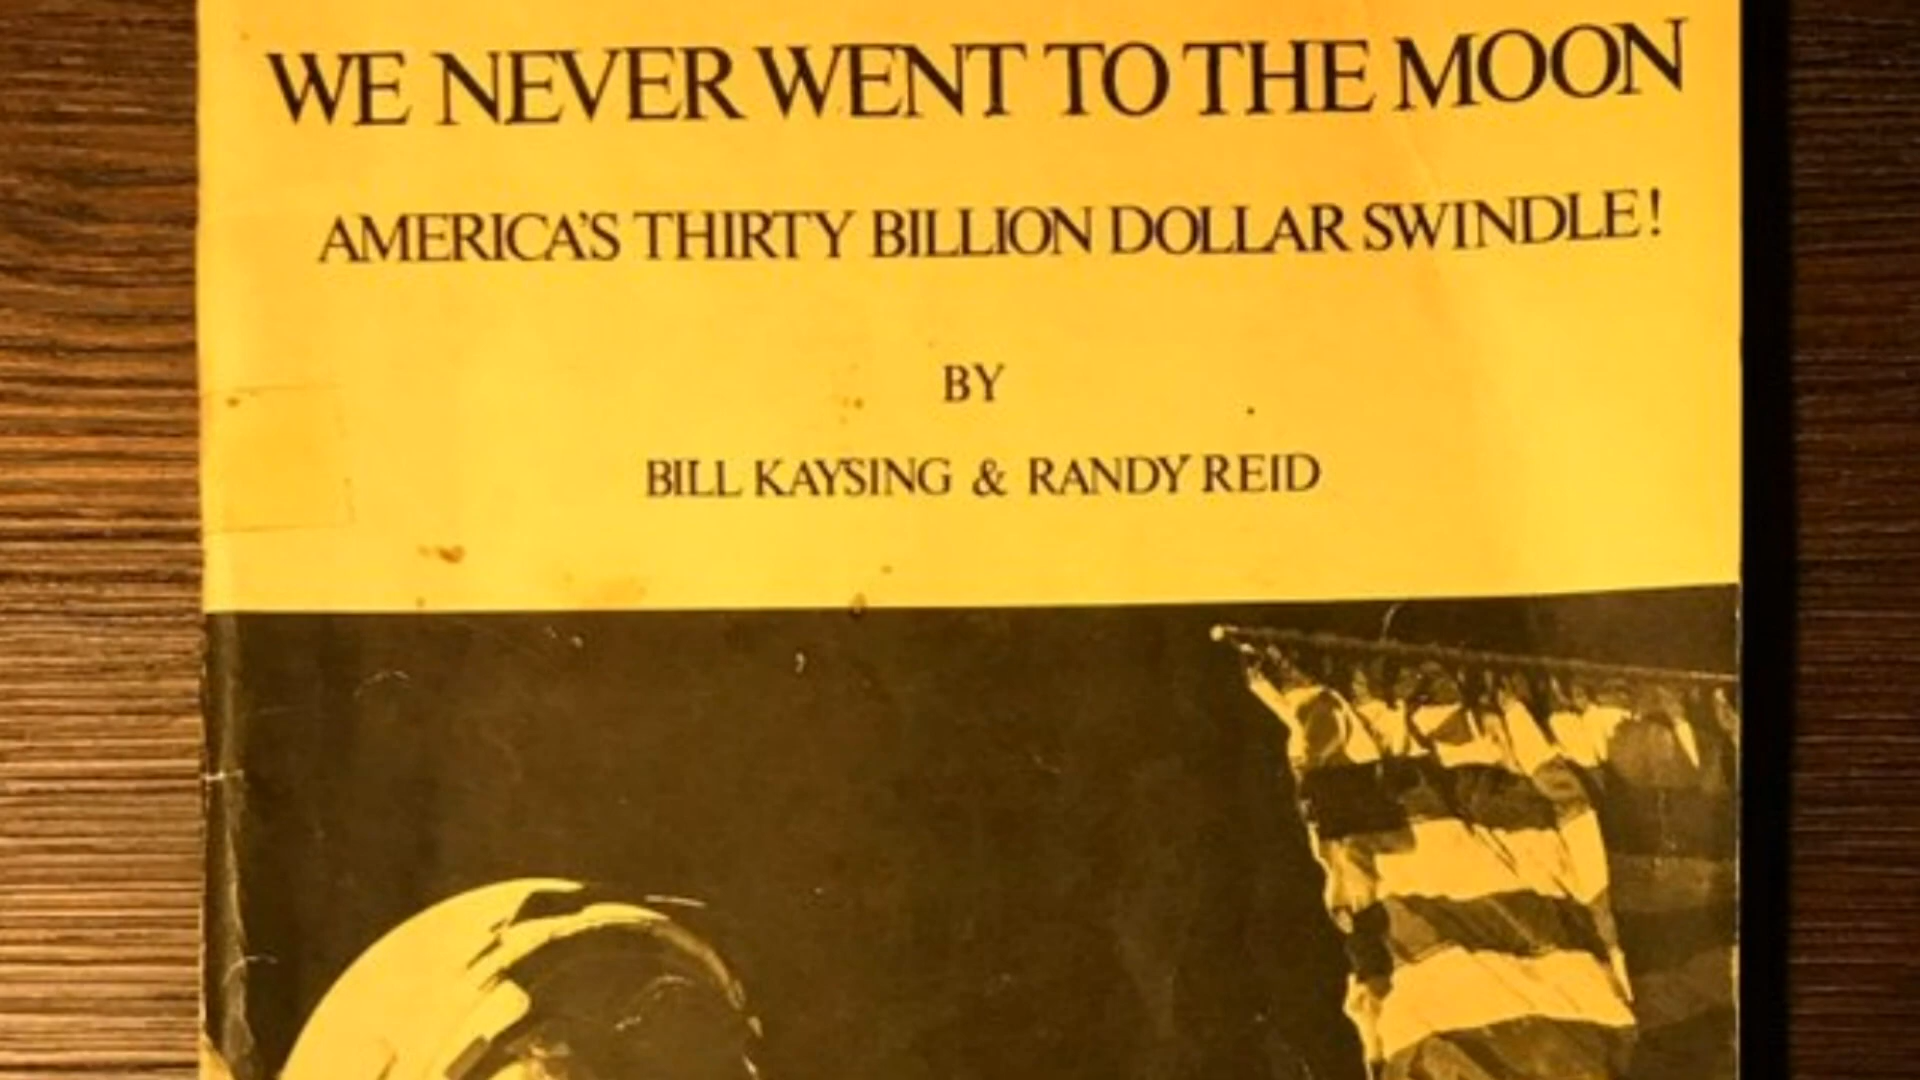 WE NEVER WENT TO THE MOON
AMERICA'S THIRTY BILLION DOLLAR SWINDLE!
BY
BILL KAYSING & RANDY REID